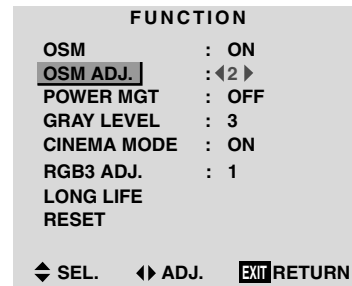 FUNCTION
OSM : ON
OSM ADJ. : 2
POWER MGT : OFF
GRAY LEVEL : 3
CINEMA MODE : ON
RGB3 ADJ. : 1
LONG LIFE
RESET
SEL. ADJ. EXIT RETURN